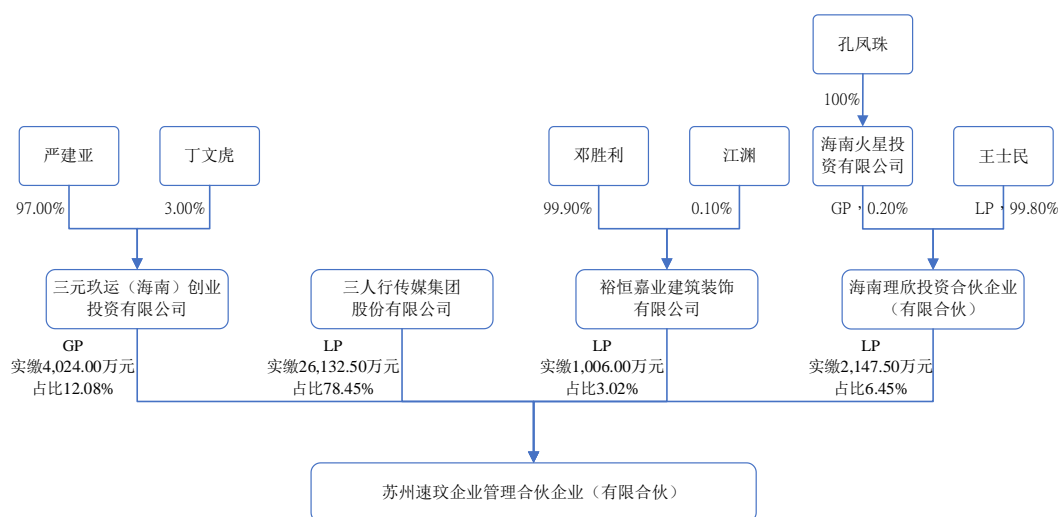 孔凤珠
100%
严建亚
丁文虎
邓胜利
江渊
海南火星投
资有限公司
王士民
97.00%
3.00%
99.90%
0.10%
GP，0.20%
LP，99.80%
三元玖运（海南）创业
投资有限公司
三人行传媒集团
股份有限公司
裕恒嘉业建筑装饰
有限公司
海南理欣投资合伙企业
（有限合伙）
GP
实缴4,024.00万元
占比12.08%
LP
实缴26,132.50万元
占比78.45%
LP
实缴1,006.00万元
占比3.02%
LP
实缴2,147.50万元
占比6.45%
苏州速玟企业管理合伙企业（有限合伙）